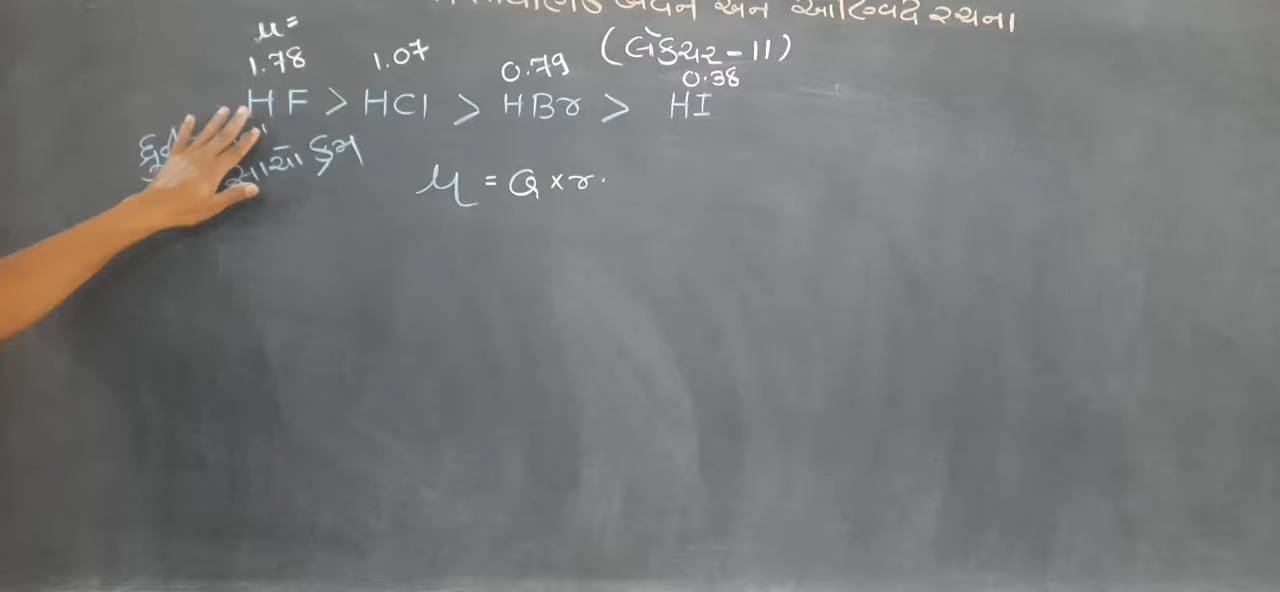 બંધન અને આણ્વિય રચના
(લેક્ચર - 11)
μ =
1.78 1.07 0.79 0.38
HF > HCl > HBr > HI
સાચો ક્રમ
μ = Q × r.